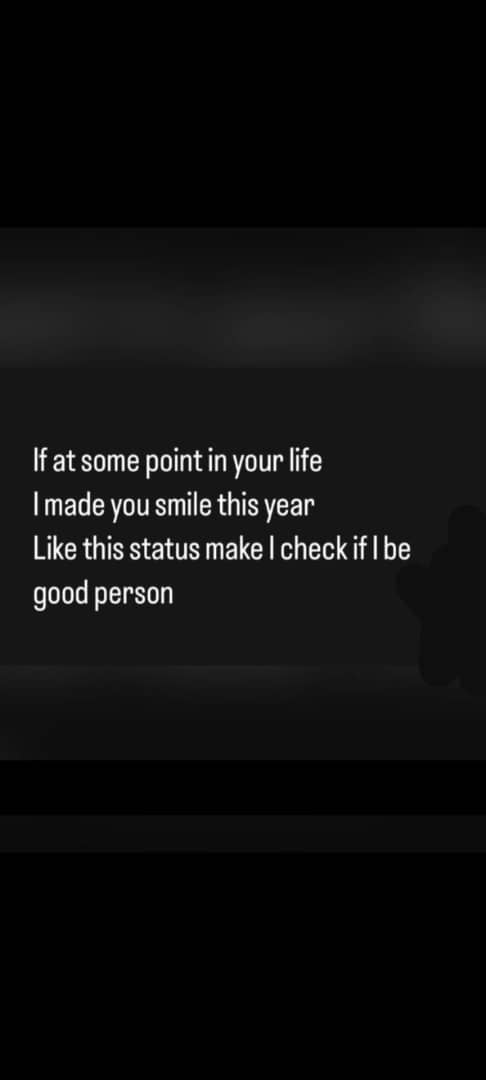 If at some point in your life
I made you smile this year
Like this status make I check if I be
good person